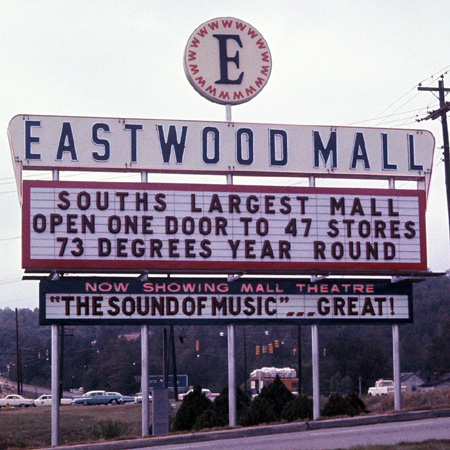 E
EASTWOOD MALL
SOUTHS LARGEST MALL
OPEN ONE DOOR TO 47 STORES
73 DEGREES YEAR ROUND
NOW SHOWING MALL THEATRE
"THE SOUND OF MUSIC"...GREAT!